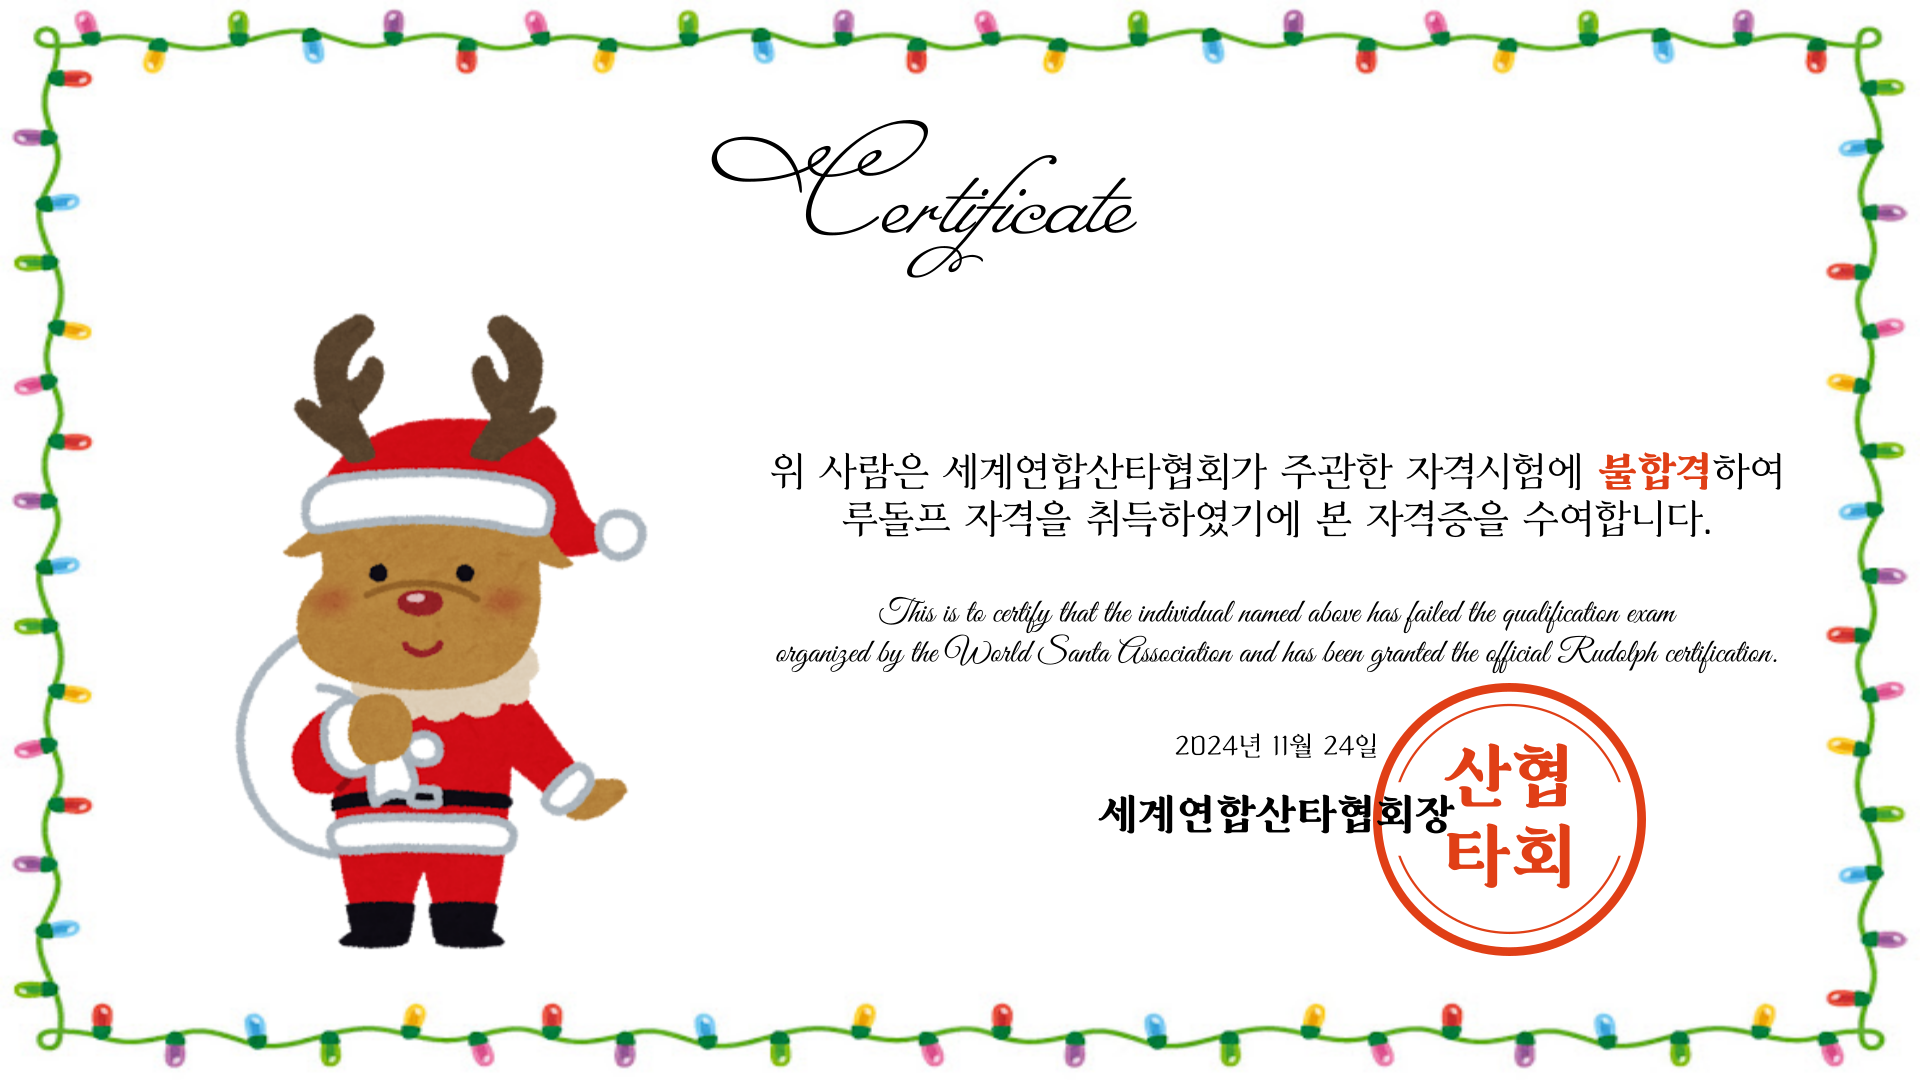 Certificate
위 사람은 세계연합산타협회가 주관한 자격시험에 불합격하여
루돌프 자격을 취득하였기에 본 자격증을 수여합니다.
This is to certify that the individual named above has failed the qualification exam
organized by the World Santa Association and has been granted the official Rudolph certification.
2024년 11월 24일
세계연합산타협회장
산협
타회